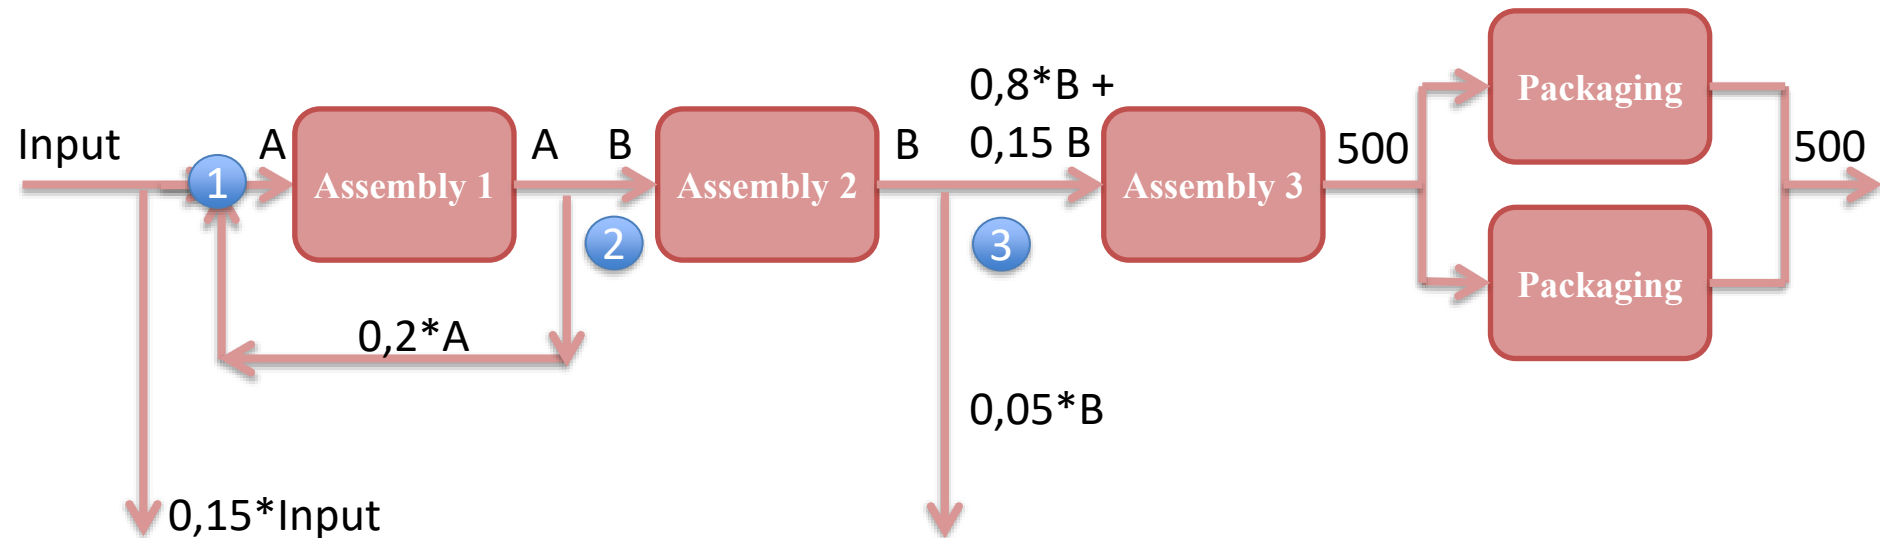 Input
1
A
Assembly 1
A
B
Assembly 2
B
0,8*B +
0,15 B
Assembly 3
500
Packaging
Packaging
500
2
3
0,2*A
0,05*B
0,15*Input